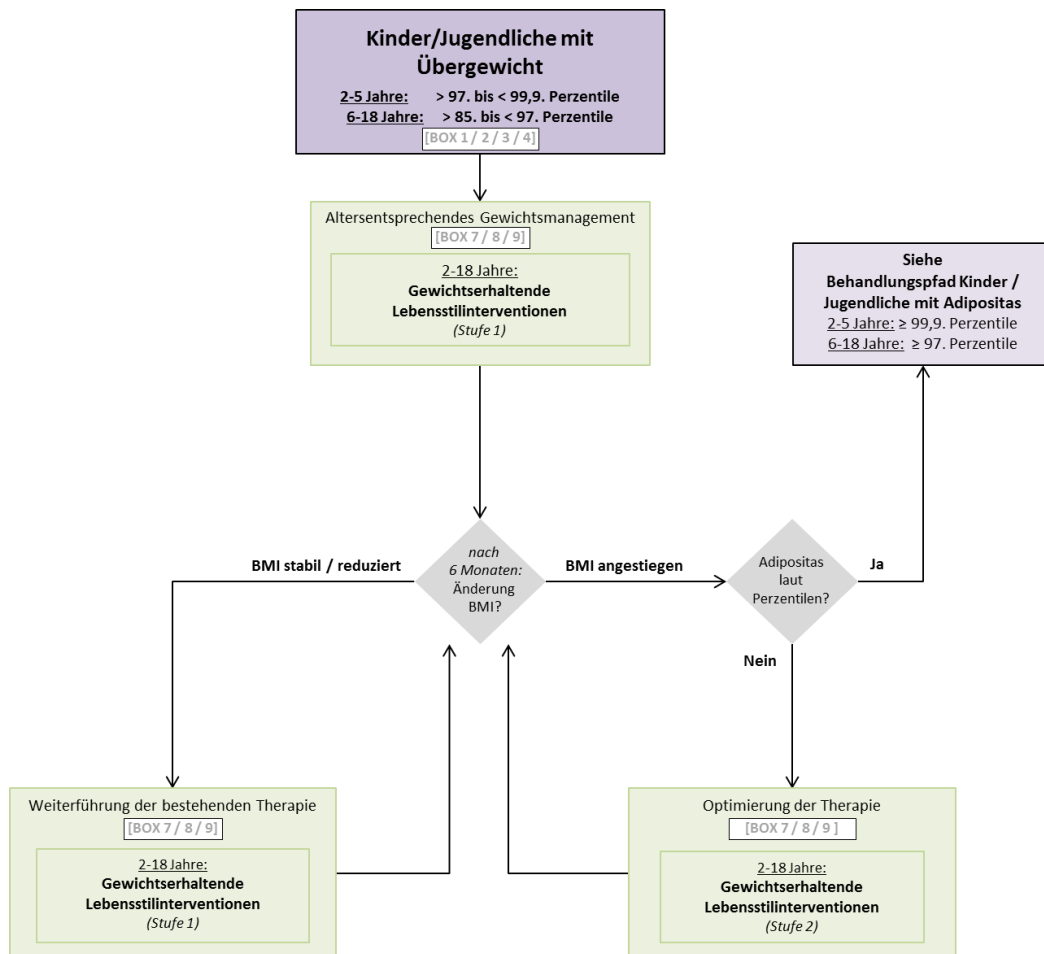 Kinder/Jugendliche mit
Übergewicht
2-5 Jahre: > 97. bis < 99,9. Perzentile
6-18 Jahre: > 85. bis < 97. Perzentile
[BOX 1 / 2 / 3 / 4]
Altersentsprechendes Gewichtsmanagement
[BOX 7 / 8 / 9]
2-18 Jahre:
Gewichtserhaltende
Lebensstilinterventionen
(Stufe 1)
Siehe
Behandlungspfad Kinder /
Jugendliche mit Adipositas
2-5 Jahre: ≥ 99,9. Perzentile
6-18 Jahre: ≥ 97. Perzentile
BMI stabil / reduziert
nach
6 Monaten:
Änderung
BMI?
BMI angestiegen
Adipositas
laut
Perzentilen?
Ja
Nein
Weiterführung der bestehenden Therapie
[BOX 7 / 8 / 9]
2-18 Jahre:
Gewichtserhaltende
Lebensstilinterventionen
(Stufe 1)
Optimierung der Therapie
[BOX 7 / 8 / 9 ]
2-18 Jahre:
Gewichtserhaltende
Lebensstilinterventionen
(Stufe 2)